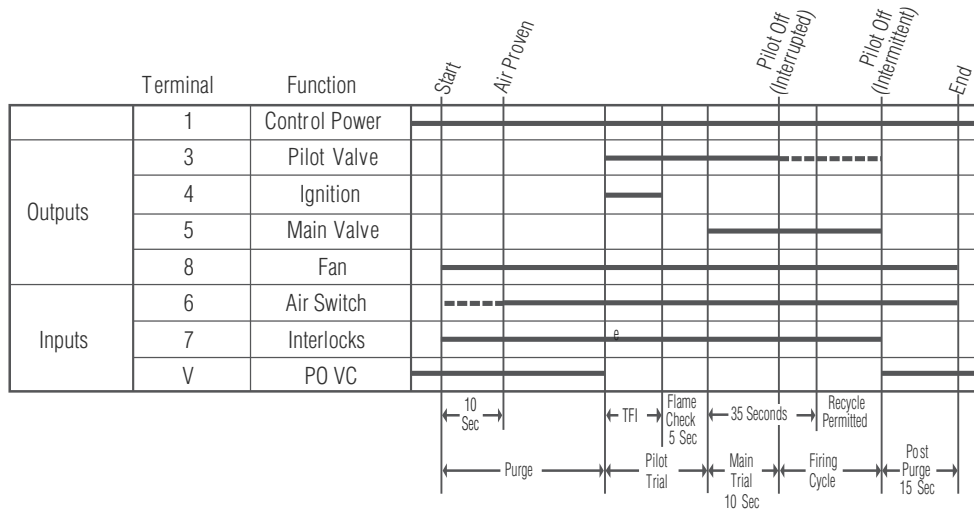 Start
Air Proven
Pilot Off
(Interrupted)
Pilot Off
(Intermittent)
End
Terminal
Function
1
Control Power
Outputs
3
Pilot Valve
4
Ignition
5
Main Valve
8
Fan
Inputs
6
Air Switch
7
Interlocks
e
V
PO VC
10
Sec
TFI
Flame
Check
5 Sec
35 Seconds
Recycle
Permitted
Purge
Pilot
Trial
Main
Trial
10 Sec
Firing
Cycle
Post
Purge
15 Sec